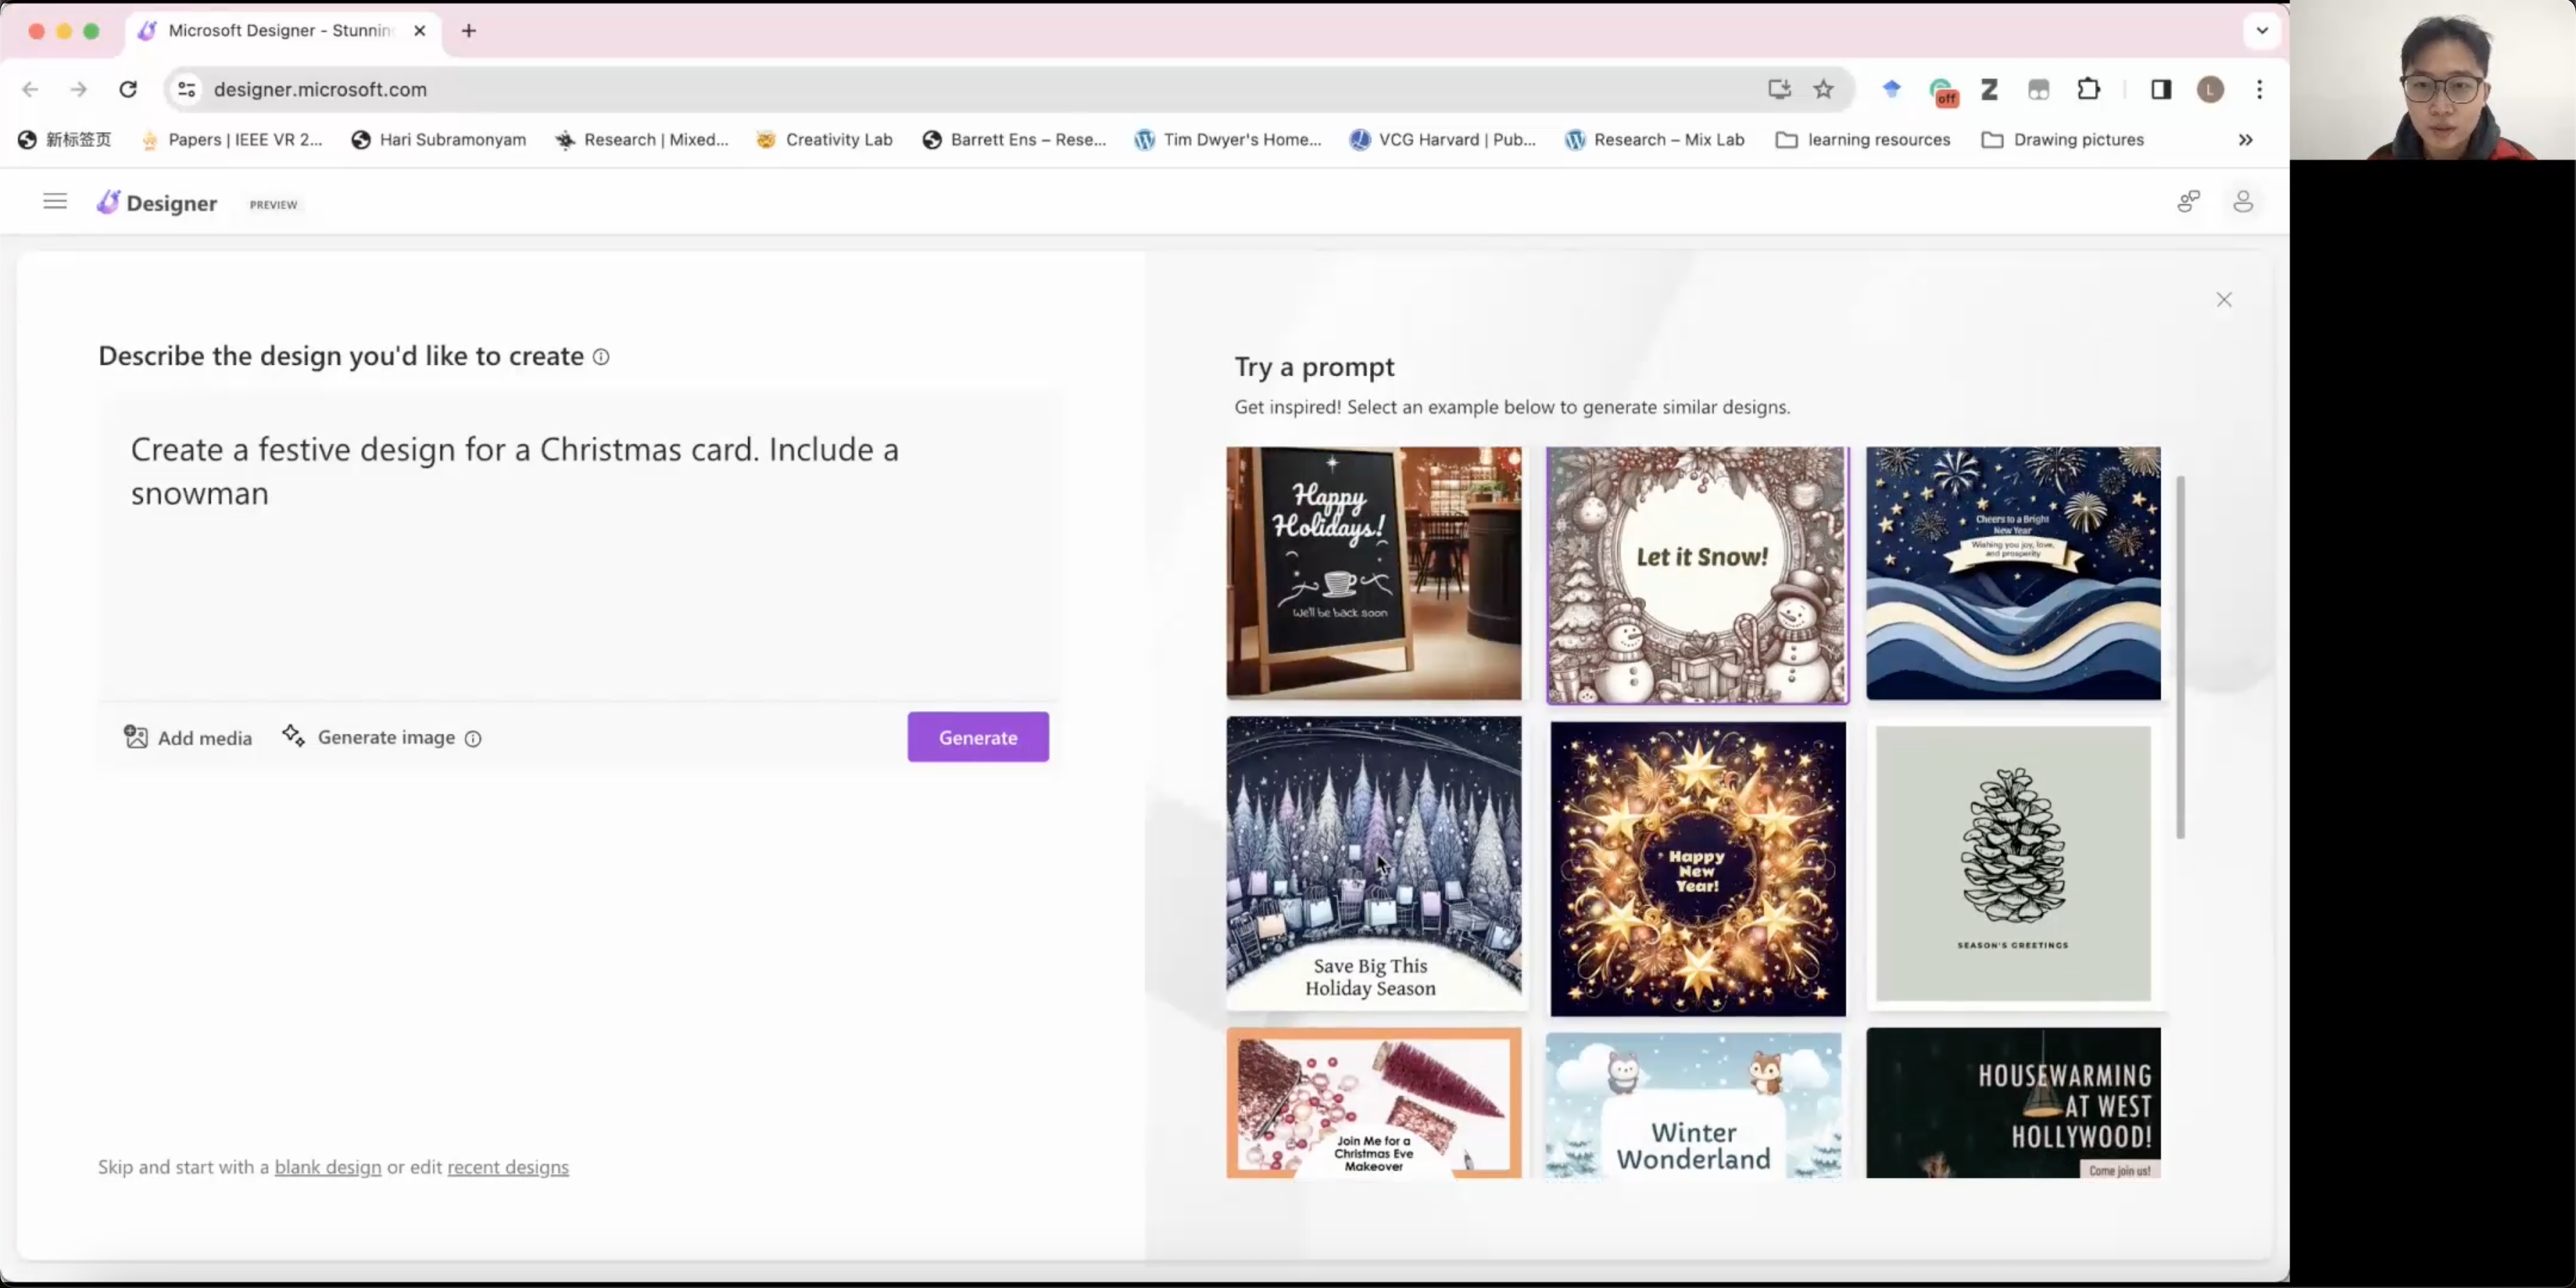 Microsoft Designer - Stunnin
designer.microsoft.com
off
Z
L
新标签页
Papers | IEEE VR 2...
Hari Subramonyam
Research | Mixed...
Creativity Lab
Barrett Ens – Rese...
Tim Dwyer's Home...
VCG Harvard | Pub...
Research – Mix Lab
learning resources
Drawing pictures
Designer
PREVIEW
Describe the design you'd like to create
Create a festive design for a Christmas card. Include a
snowman
Add media
Generate image
Generate
Skip and start with a blank design or edit recent designs
Try a prompt
Get inspired! Select an example below to generate similar designs.
Happy
Holidays!
We'll be back soon
Let it Snow!
Cheers to a Bright
New Year
Wishing you joy, love,
and prosperity
Save Big This
Holiday Season
Happy
New
Year!
SEASON'S GREETINGS
Join Me for a
Christmas Eve
Makeover
Winter
Wonderland
HOUSEWARMING
AT WEST
HOLLYWOOD!
Come join us!